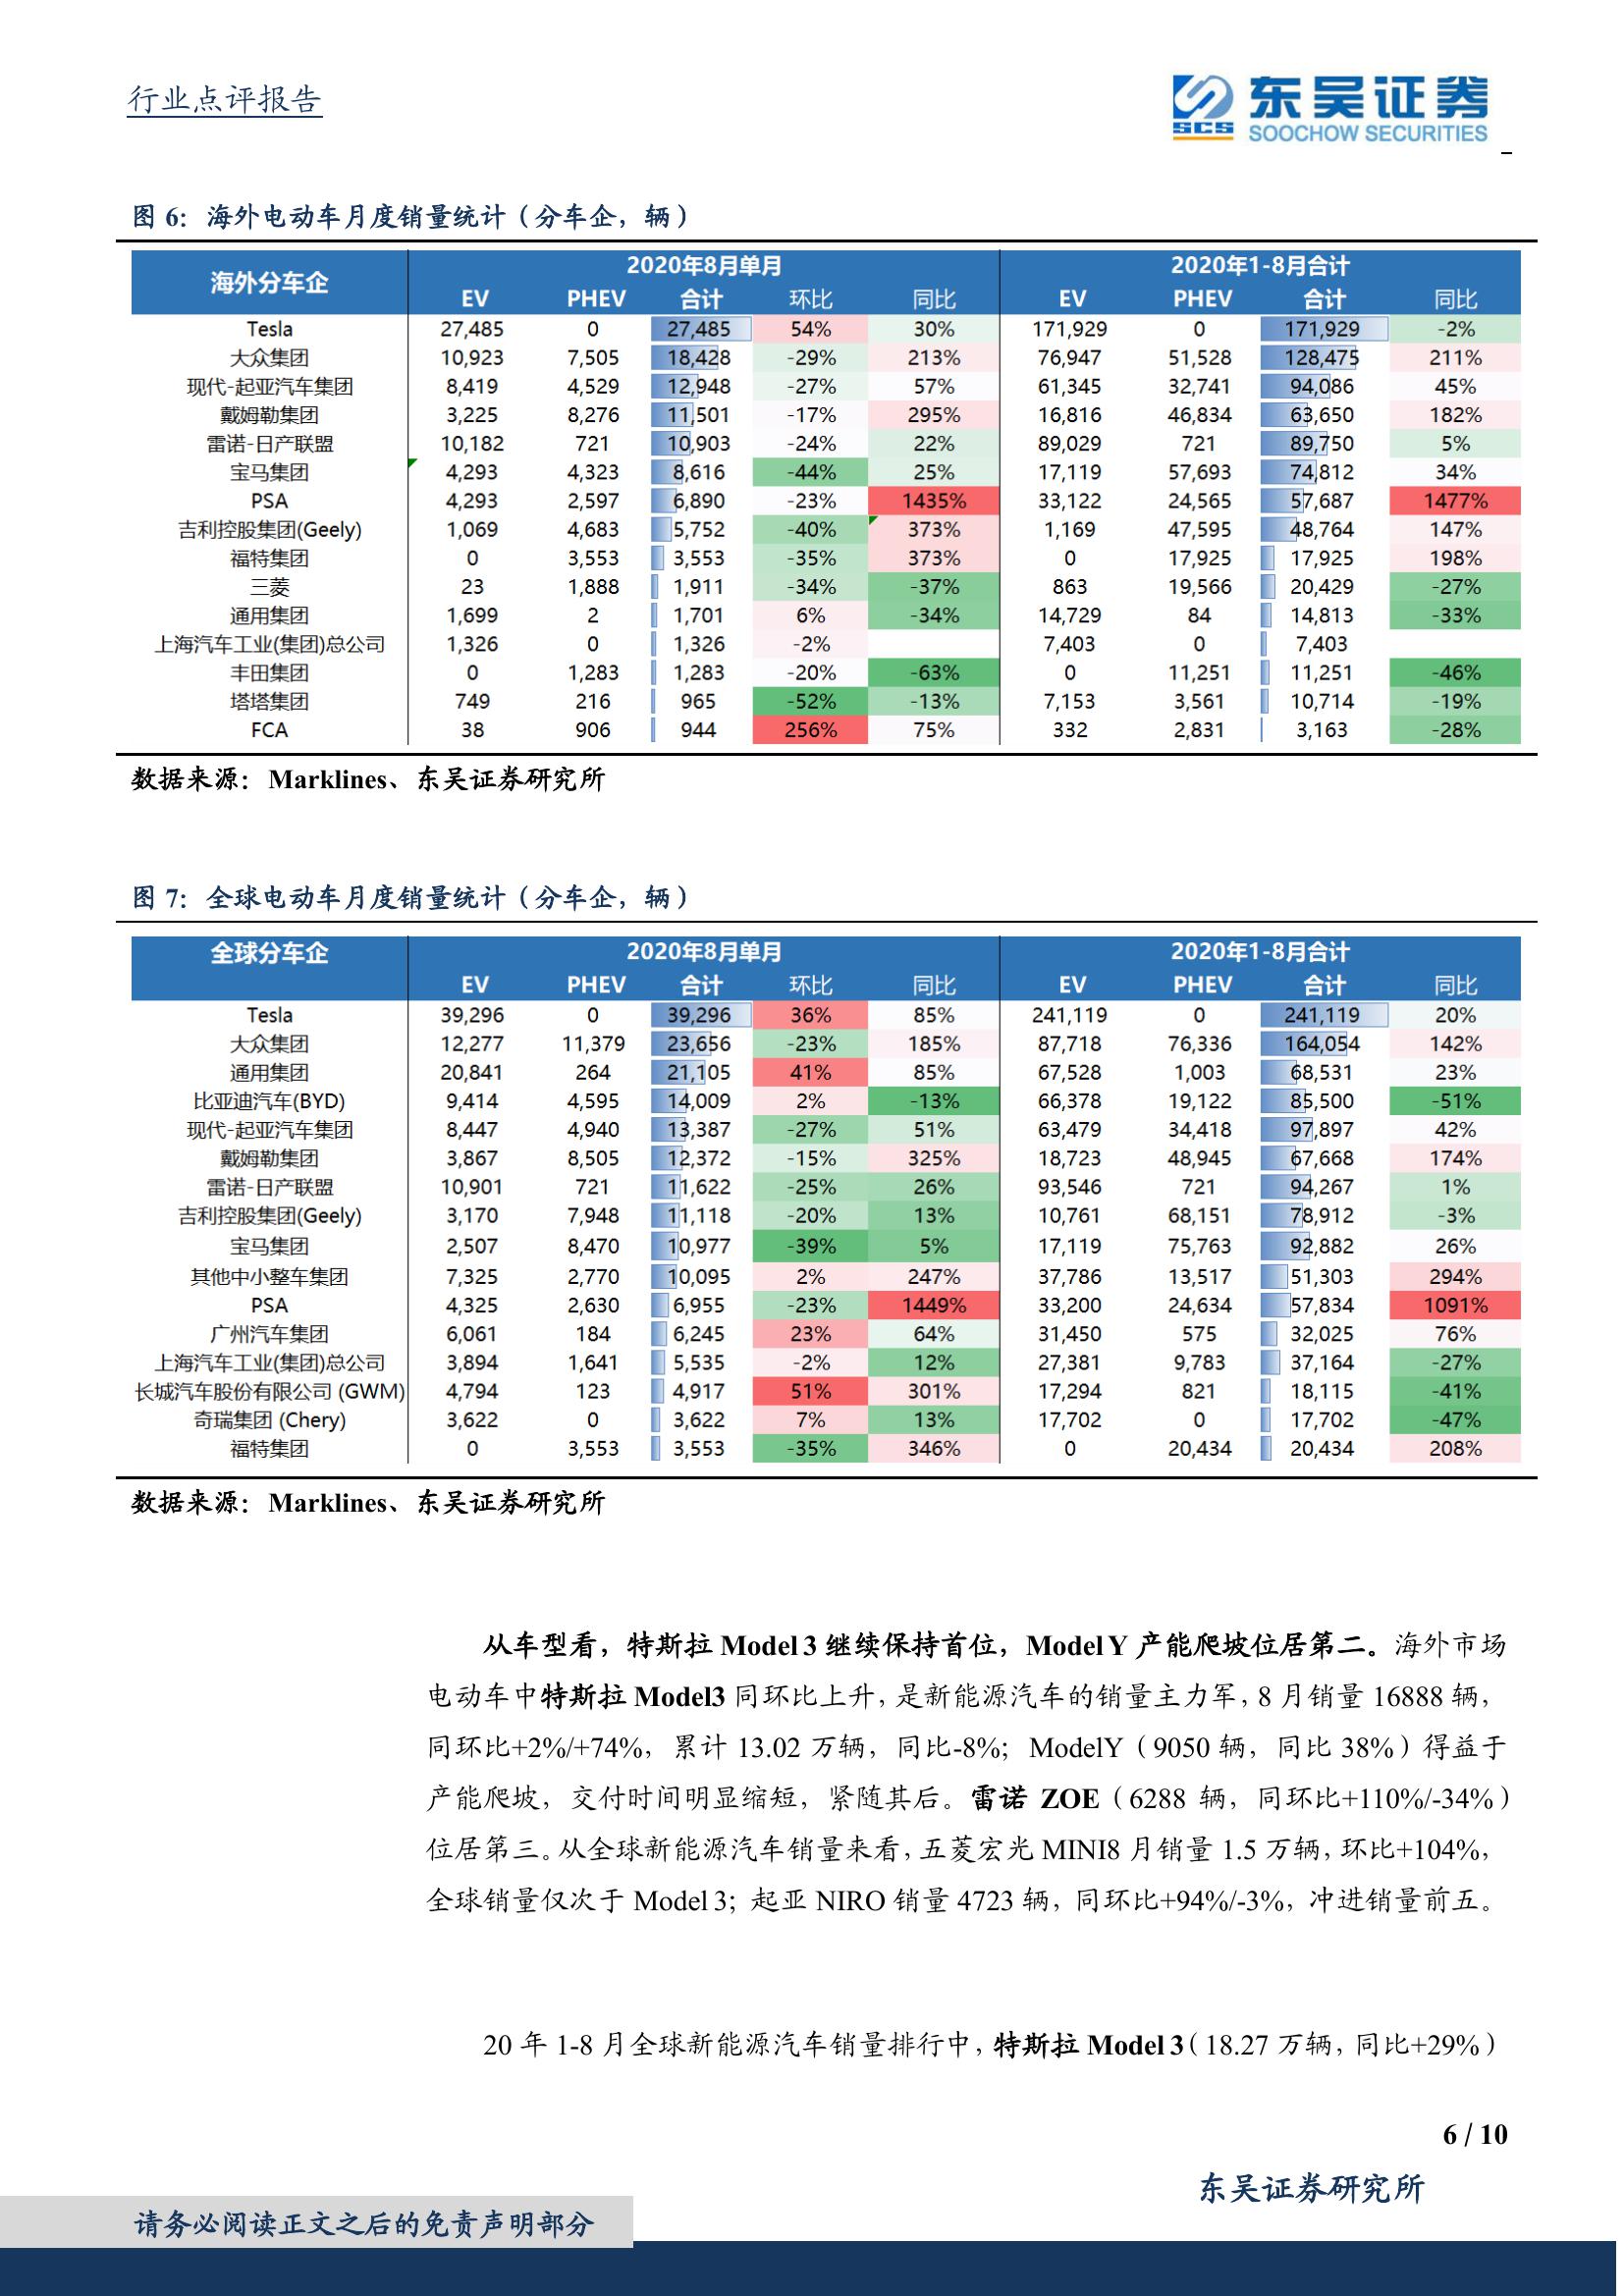 行业点评报告
东吴证券
SCS
SOOCHOW SECURITIES
图 6：海外电动车月度销量统计（分车企，辆）
海外分车企 2020年8月单月 2020年1-8月合计
EV PHEV 合计 环比 同比 EV PHEV 合计 同比
Tesla 27,485 0 27,485 54% 30% 171,929 0 171,929 -2%
大众集团 10,923 7,505 18,428 -29% 213% 76,947 51,528 128,475 211%
现代-起亚汽车集团 8,419 4,529 12,948 -27% 57% 61,345 32,741 94,086 45%
戴姆勒集团 3,225 8,276 11,501 -17% 295% 16,816 46,834 63,650 182%
雷诺-日产联盟 10,182 721 10,903 -24% 22% 89,029 721 89,750 5%
宝马集团 4,293 4,323 8,616 -44% 25% 17,119 57,693 74,812 34%
PSA 4,293 2,597 6,890 -23% 1435% 33,122 24,565 57,687 1477%
吉利控股集团(Geely) 1,069 4,683 5,752 -40% 373% 1,169 47,595 48,764 147%
福特集团 0 3,553 3,553 -35% 373% 0 17,925 17,925 198%
三菱 23 1,888 1,911 -34% -37% 863 19,566 20,429 -27%
通用集团 1,699 2 1,701 6% -34% 14,729 84 14,813 -33%
上海汽车工业(集团)总公司 1,326 0 1,326 -2% 7,403 0 7,403
丰田集团 0 1,283 1,283 -20% -63% 0 11,251 11,251 -46%
塔塔集团 749 216 965 -52% -13% 7,153 3,561 10,714 -19%
FCA 38 906 944 256% 75% 332 2,831 3,163 -28%
数据来源：Marklines、东吴证券研究所
图 7：全球电动车月度销量统计（分车企，辆）
全球分车企 2020年8月单月 2020年1-8月合计
EV PHEV 合计 环比 同比 EV PHEV 合计 同比
Tesla 39,296 0 39,296 36% 85% 241,119 0 241,119 20%
大众集团 12,277 11,379 23,656 -23% 185% 87,718 76,336 164,054 142%
通用集团 20,841 264 21,105 41% 85% 67,528 1,003 68,531 23%
比亚迪汽车(BYD) 9,414 4,595 14,009 2% -13% 66,378 19,122 85,500 -51%
现代-起亚汽车集团 8,447 4,940 13,387 -27% 51% 63,479 34,418 97,897 42%
戴姆勒集团 3,867 8,505 12,372 -15% 325% 18,723 48,945 67,668 174%
雷诺-日产联盟 10,901 721 11,622 -25% 26% 93,546 721 94,267 1%
吉利控股集团(Geely) 3,170 7,948 11,118 -20% 13% 10,761 68,151 78,912 -3%
宝马集团 2,507 8,470 10,977 -39% 5% 17,119 75,763 92,882 26%
其他中小整车集团 7,325 2,770 10,095 2% 247% 37,786 13,517 51,303 294%
PSA 4,325 2,630 6,955 -23% 1449% 33,200 24,634 57,834 1091%
广州汽车集团 6,061 184 6,245 23% 64% 31,450 575 32,025 76%
上海汽车工业(集团)总公司 3,894 1,641 5,535 -2% 12% 27,381 9,783 37,164 -27%
长城汽车股份有限公司 (GWM) 4,794 123 4,917 51% 301% 17,294 821 18,115 -41%
奇瑞集团 (Chery) 3,622 0 3,622 7% 13% 17,702 0 17,702 -47%
福特集团 0 3,553 3,553 -35% 346% 0 20,434 20,434 208%
数据来源：Marklines、东吴证券研究所
从车型看，特斯拉 Model 3 继续保持首位，Model Y 产能爬坡位居第二。海外市场
电动车中特斯拉 Model3 同环比上升，是新能源汽车的销量主力军，8 月销量 16888 辆，
同环比+2%/+74%，累计 13.02 万辆，同比-8%；ModelY（9050 辆，同比 38%）得益于
产能爬坡，交付时间明显缩短，紧随其后。雷诺 ZOE（6288 辆，同环比+110%/-34%）
位居第三。从全球新能源汽车销量来看，五菱宏光 MINI8 月销量 1.5 万辆，环比+104%，
全球销量仅次于 Model 3；起亚 NIRO 销量 4723 辆，同环比+94%/-3%，冲进销量前五。
20 年 1-8 月全球新能源汽车销量排行中，特斯拉 Model 3（18.27 万辆，同比+29%）
6 / 10
东吴证券研究所
请务必阅读正文之后的免责声明部分